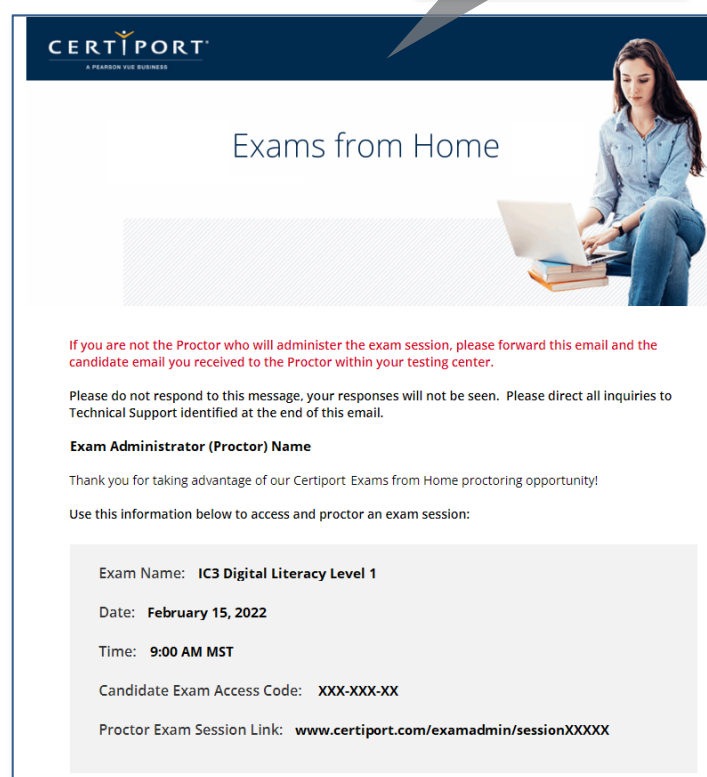 CERTIPORT
A PEARSON VUE BUSINESS
Exams from Home
If you are not the Proctor who will administer the exam session, please forward this email and the
candidate email you received to the Proctor within your testing center.
Please do not respond to this message, your responses will not be seen. Please direct all inquiries to
Technical Support identified at the end of this email.
Exam Administrator (Proctor) Name
Thank you for taking advantage of our Certiport Exams from Home proctoring opportunity!
Use this information below to access and proctor an exam session:
Exam Name: IC3 Digital Literacy Level 1
Date: February 15, 2022
Time: 9:00 AM MST
Candidate Exam Access Code: XXX-XXX-XX
Proctor Exam Session Link: www.certiport.com/examadmin/sessionXXXXX